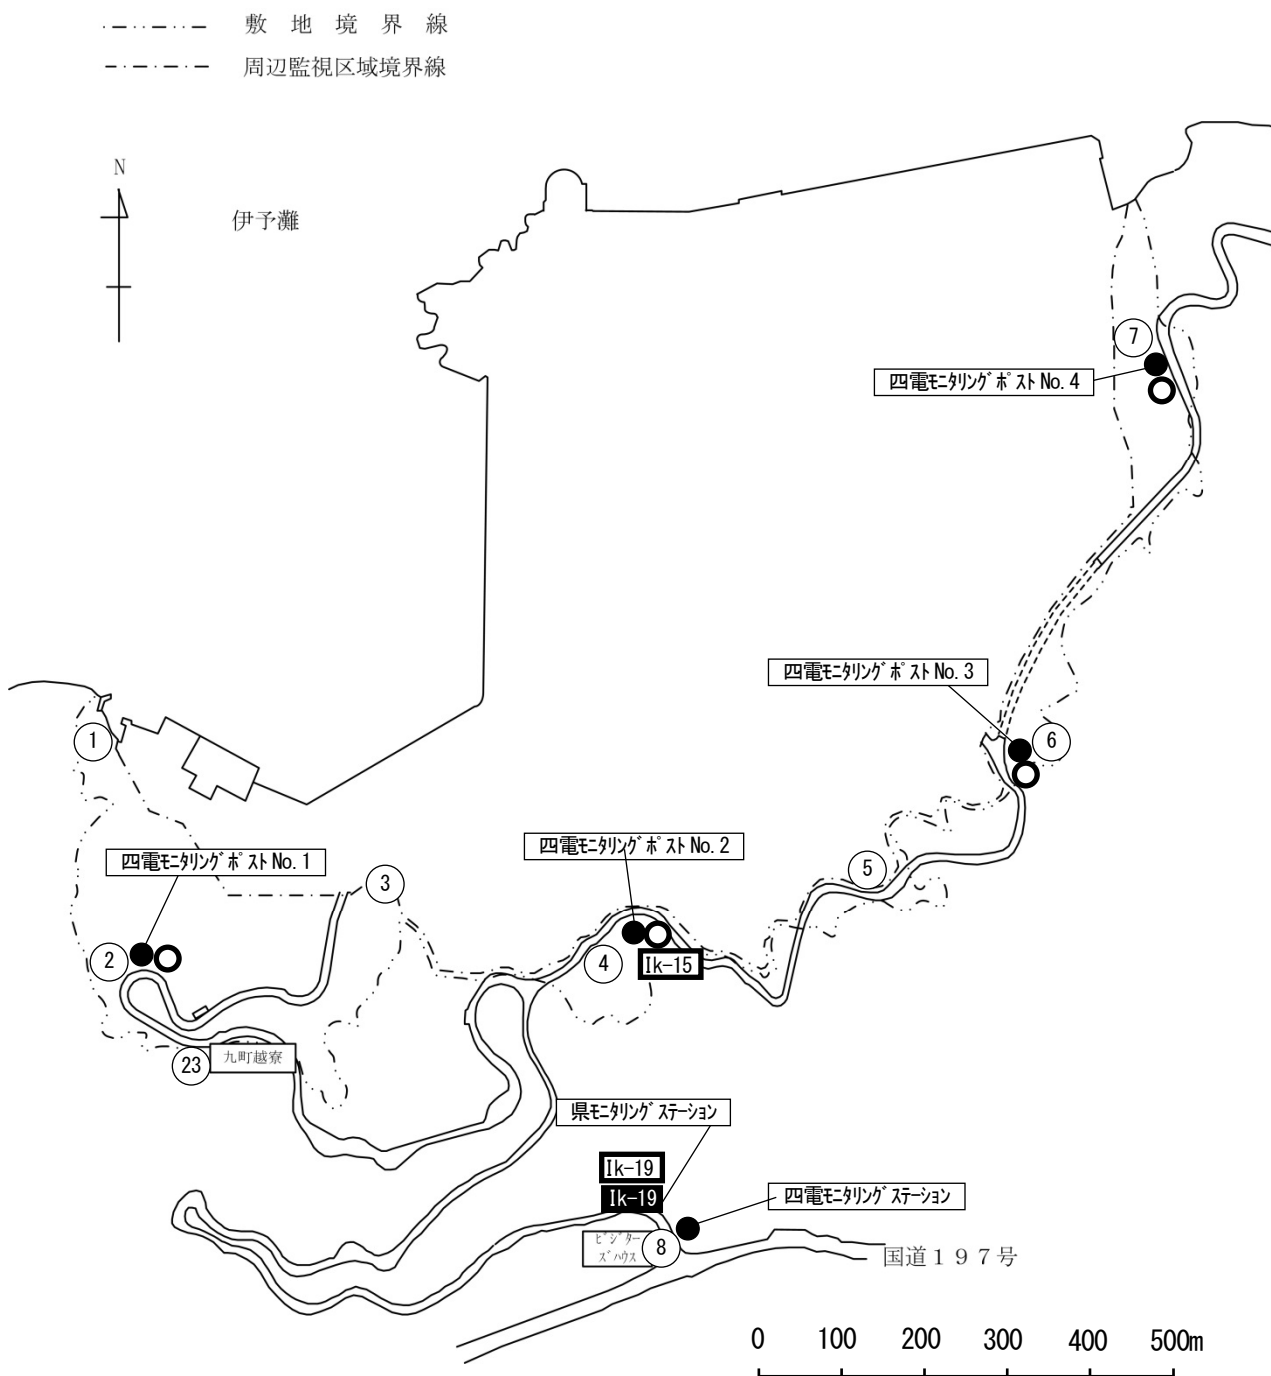 敷地境界線
周辺監視区域境界線
N
伊予灘
7
四電モニタリングポストNo.4
四電モニタリングポストNo.3
6
1
四電モニタリングポストNo.2
四電モニタリングポストNo.1
5
3
2
4
Ik-15
九町越寮
23
県モニタリングステーション
Ik-19
Ik-19
四電モニタリングステーション
ビジター
ズハウス
8
国道197号
0 100 200 300 400 500m